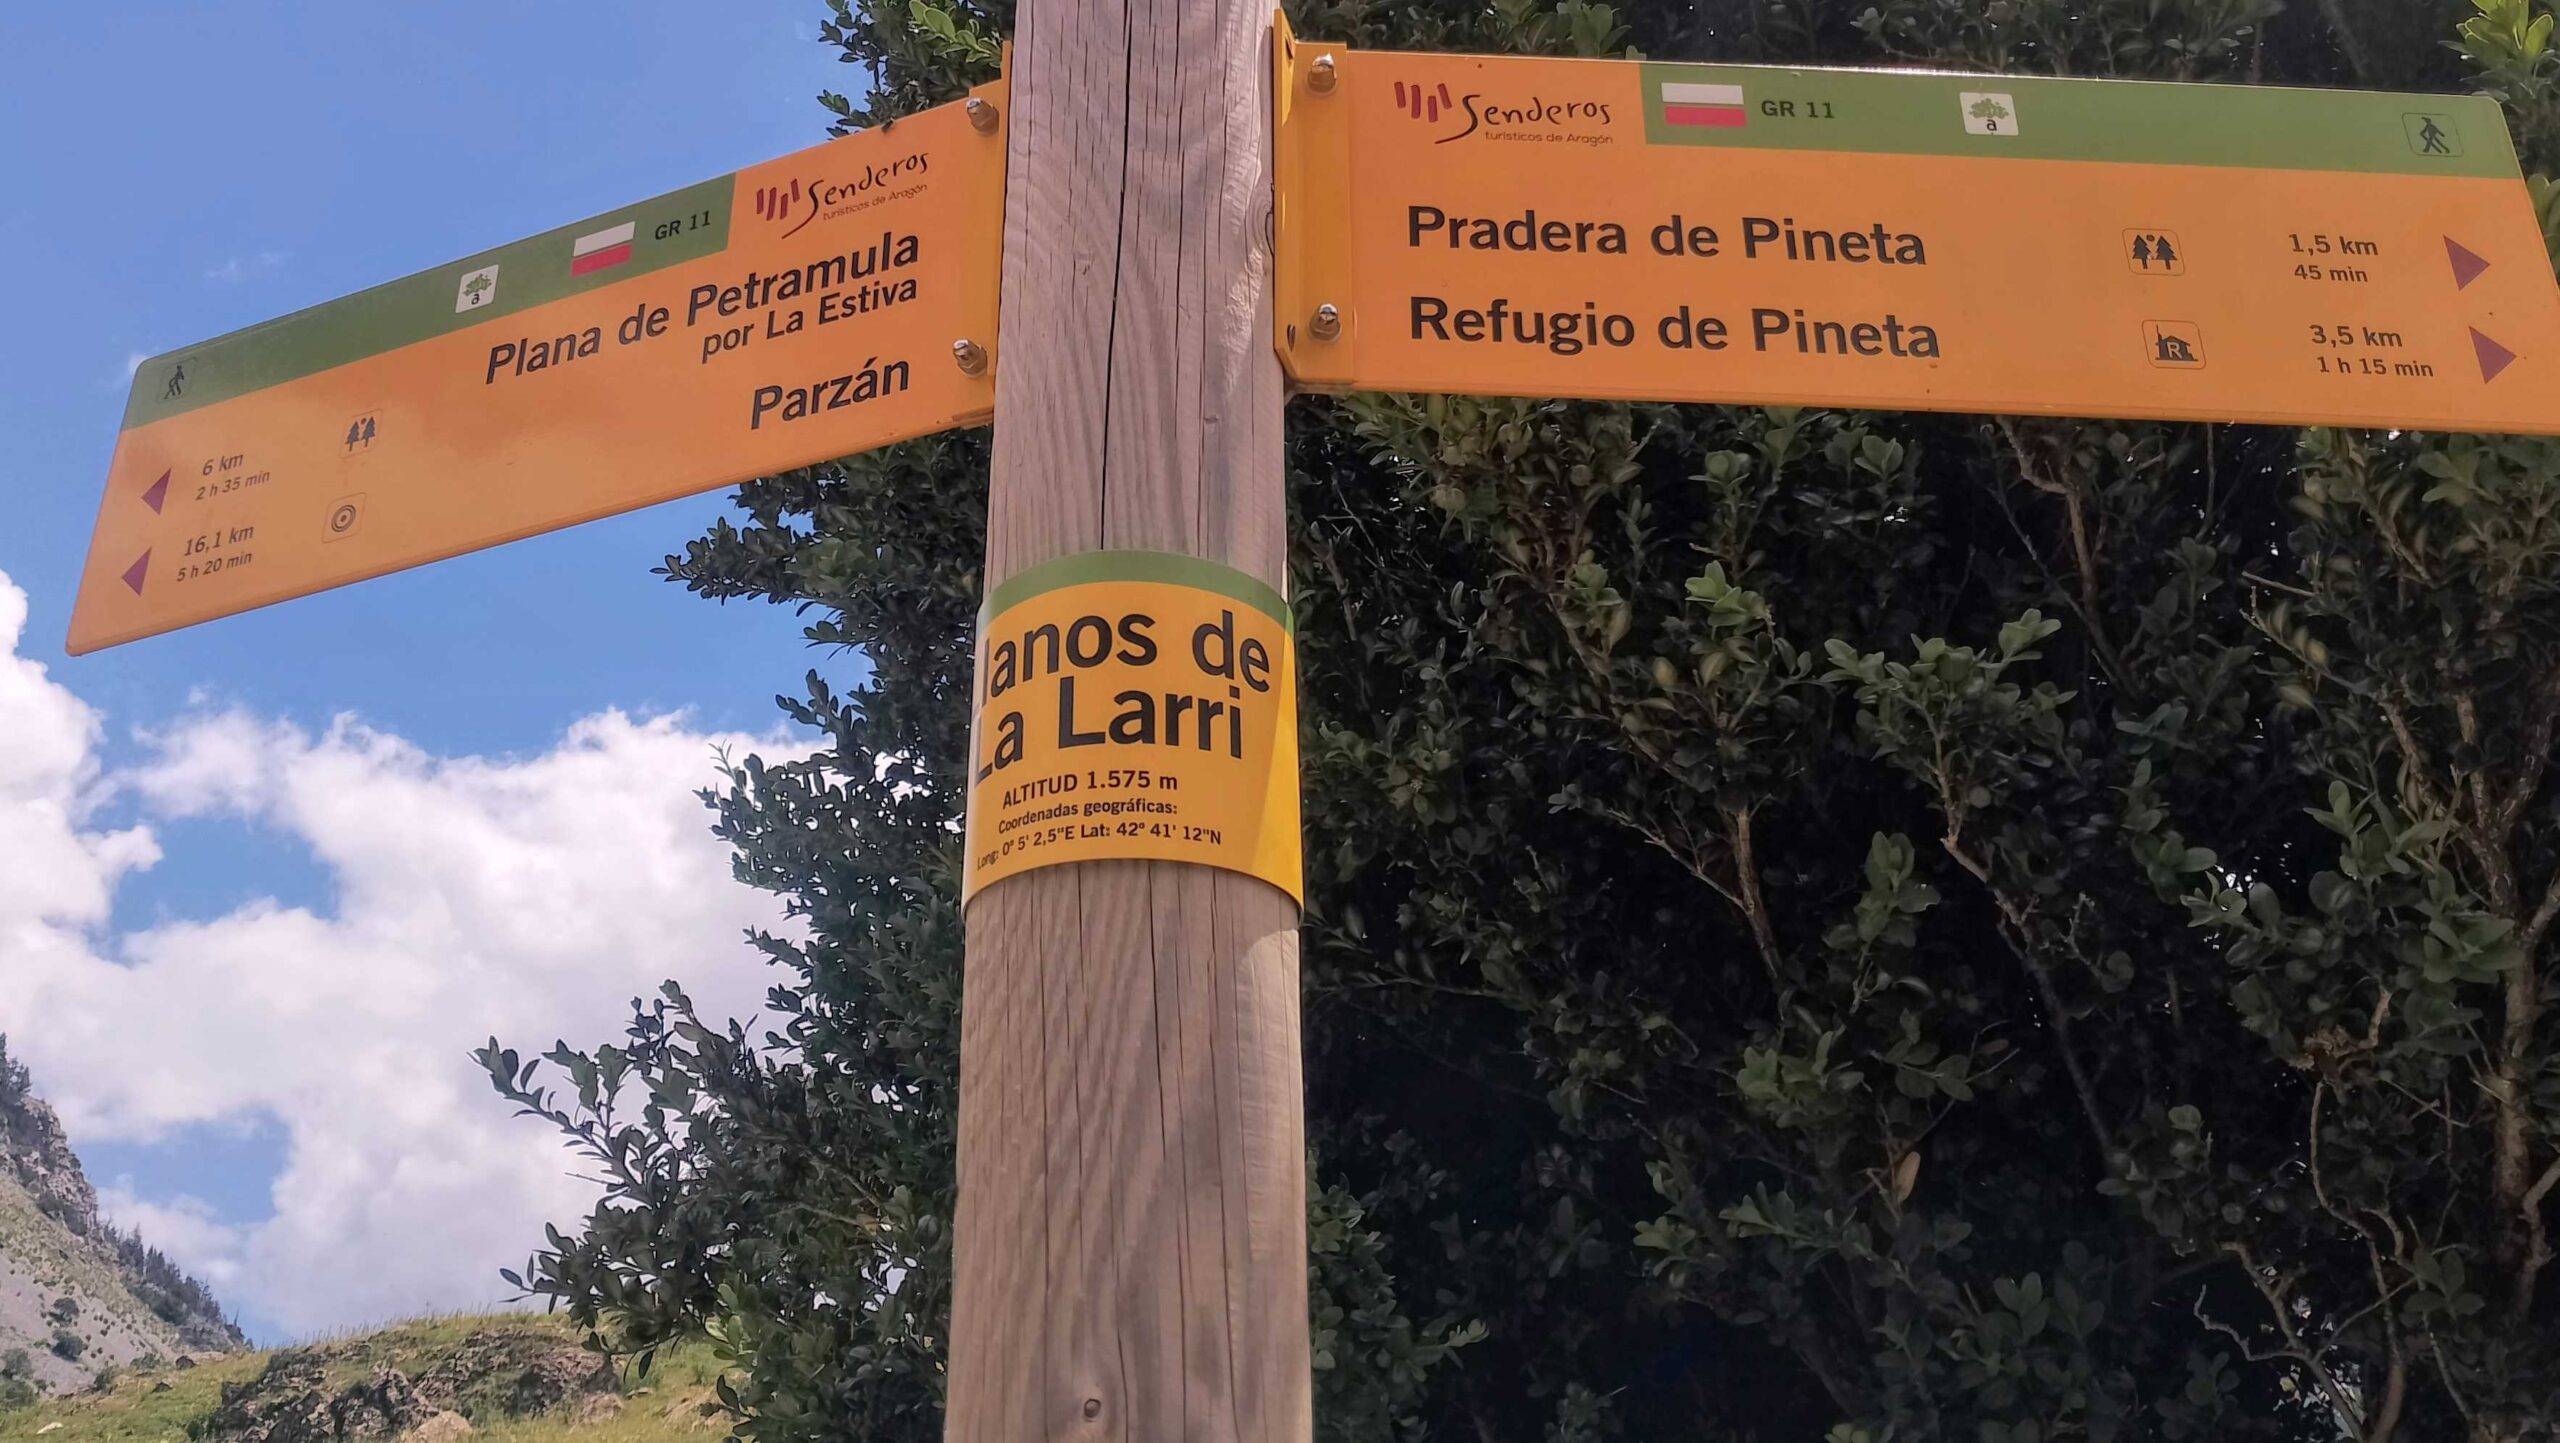 Senderos
turísticos de Aragón
GR 11
a
Plana de Petramula
por La Estiva
6 km
2 h 35 min
Parzán
16,1 km
5 h 20 min
Senderos
turísticos de Aragón
GR 11
a
Pradera de Pineta
1,5 km
45 min
Refugio de Pineta
R
3,5 km
1 h 15 min
lanos de
La Larri
ALTITUD 1.575 m
Coordenadas geográficas:
Long: 0° 5' 2,5"E Lat: 42° 41' 12"N